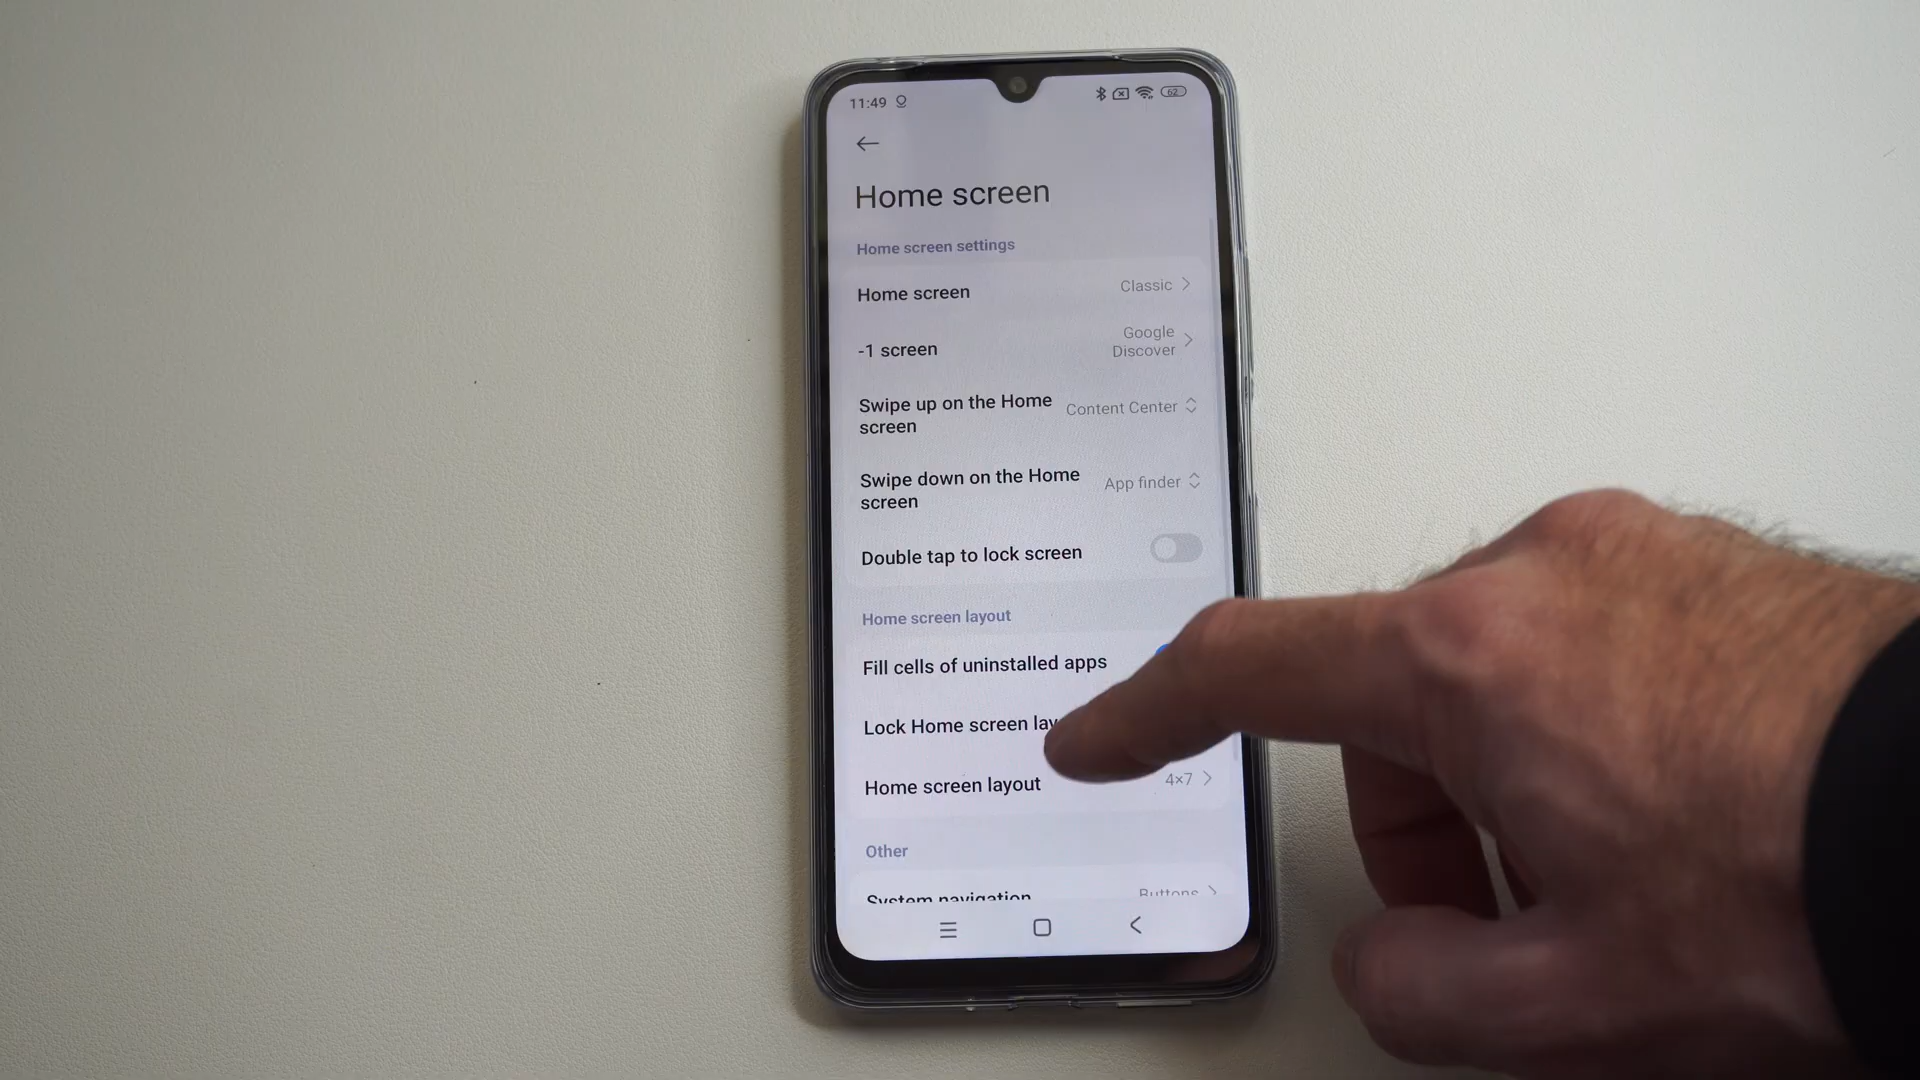 11:49
62
Home screen
Home screen settings
Home screen Classic
-1 screen Google Discover
Swipe up on the Home screen Content Center
Swipe down on the Home screen App finder
Double tap to lock screen
Home screen layout
Fill cells of uninstalled apps
Lock Home screen
Home screen layout 4×7
Other
System navigation Buttons